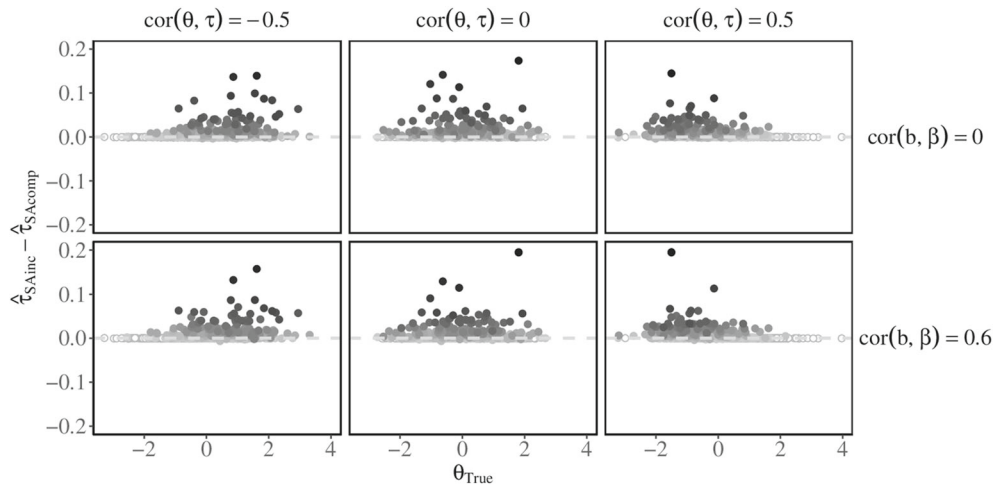 cor(θ, τ) = −0.5
cor(θ, τ) = 0
cor(θ, τ) = 0.5
0.2
0.1
0.0
−0.1
−0.2
cor(b, β) = 0
τ̂SAinc − τ̂SAcomp
0.2
0.1
0.0
−0.1
−0.2
cor(b, β) = 0.6
−2 0 2 4
−2 0 2 4
−2 0 2 4
θTrue